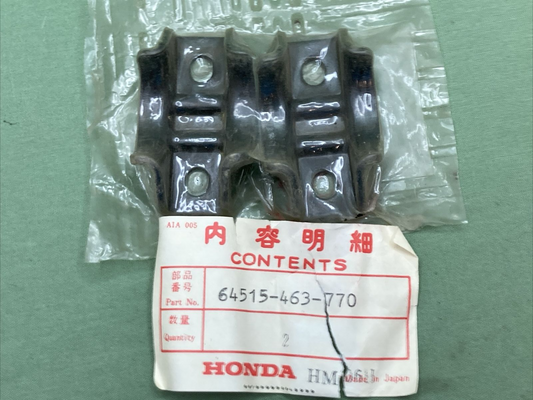 AIA 005
内容明細
CONTENTS
部品
番号
Part No. 64515-463-770
数量
Quantity 2
HONDA HM
Made in Japan